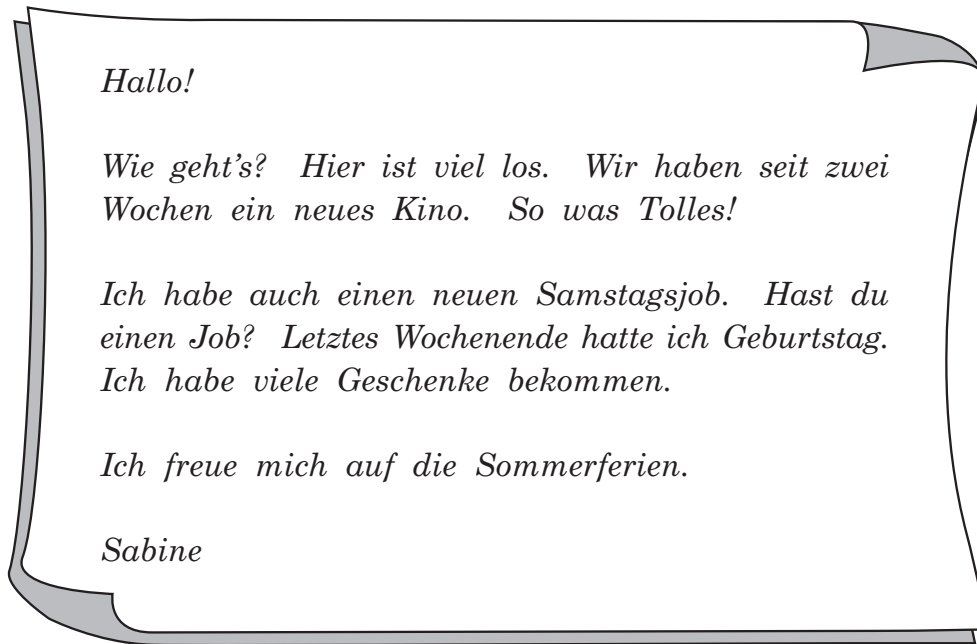 Hallo!
Wie geht's? Hier ist viel los. Wir haben seit zwei
Wochen ein neues Kino. So was Tolles!
Ich habe auch einen neuen Samstagsjob. Hast du
einen Job? Letztes Wochenende hatte ich Geburtstag.
Ich habe viele Geschenke bekommen.
Ich freue mich auf die Sommerferien.
Sabine